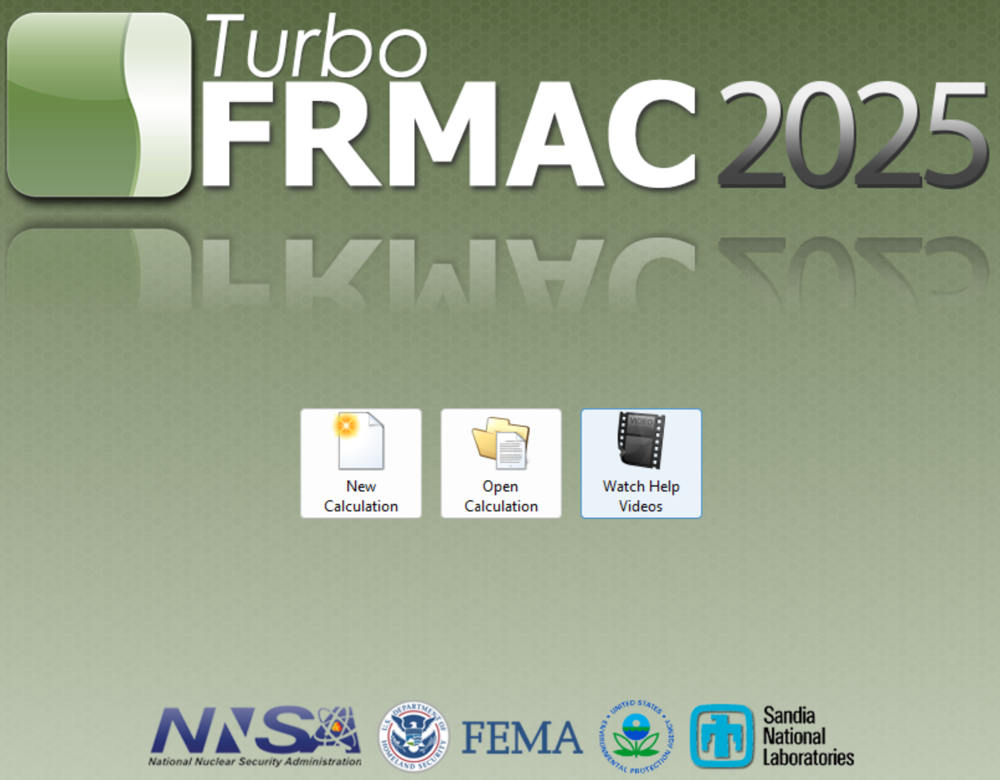 Turbo
FRMAC 2025
VIDEO
New
Calculation
Open
Calculation
Watch Help
Videos
NNSA
National Nuclear Security Administration
U.S. DEPARTMENT OF
HOMELAND SECURITY
FEMA
UNITED STATES
ENVIRONMENTAL PROTECTION AGENCY
Sandia
National
Laboratories